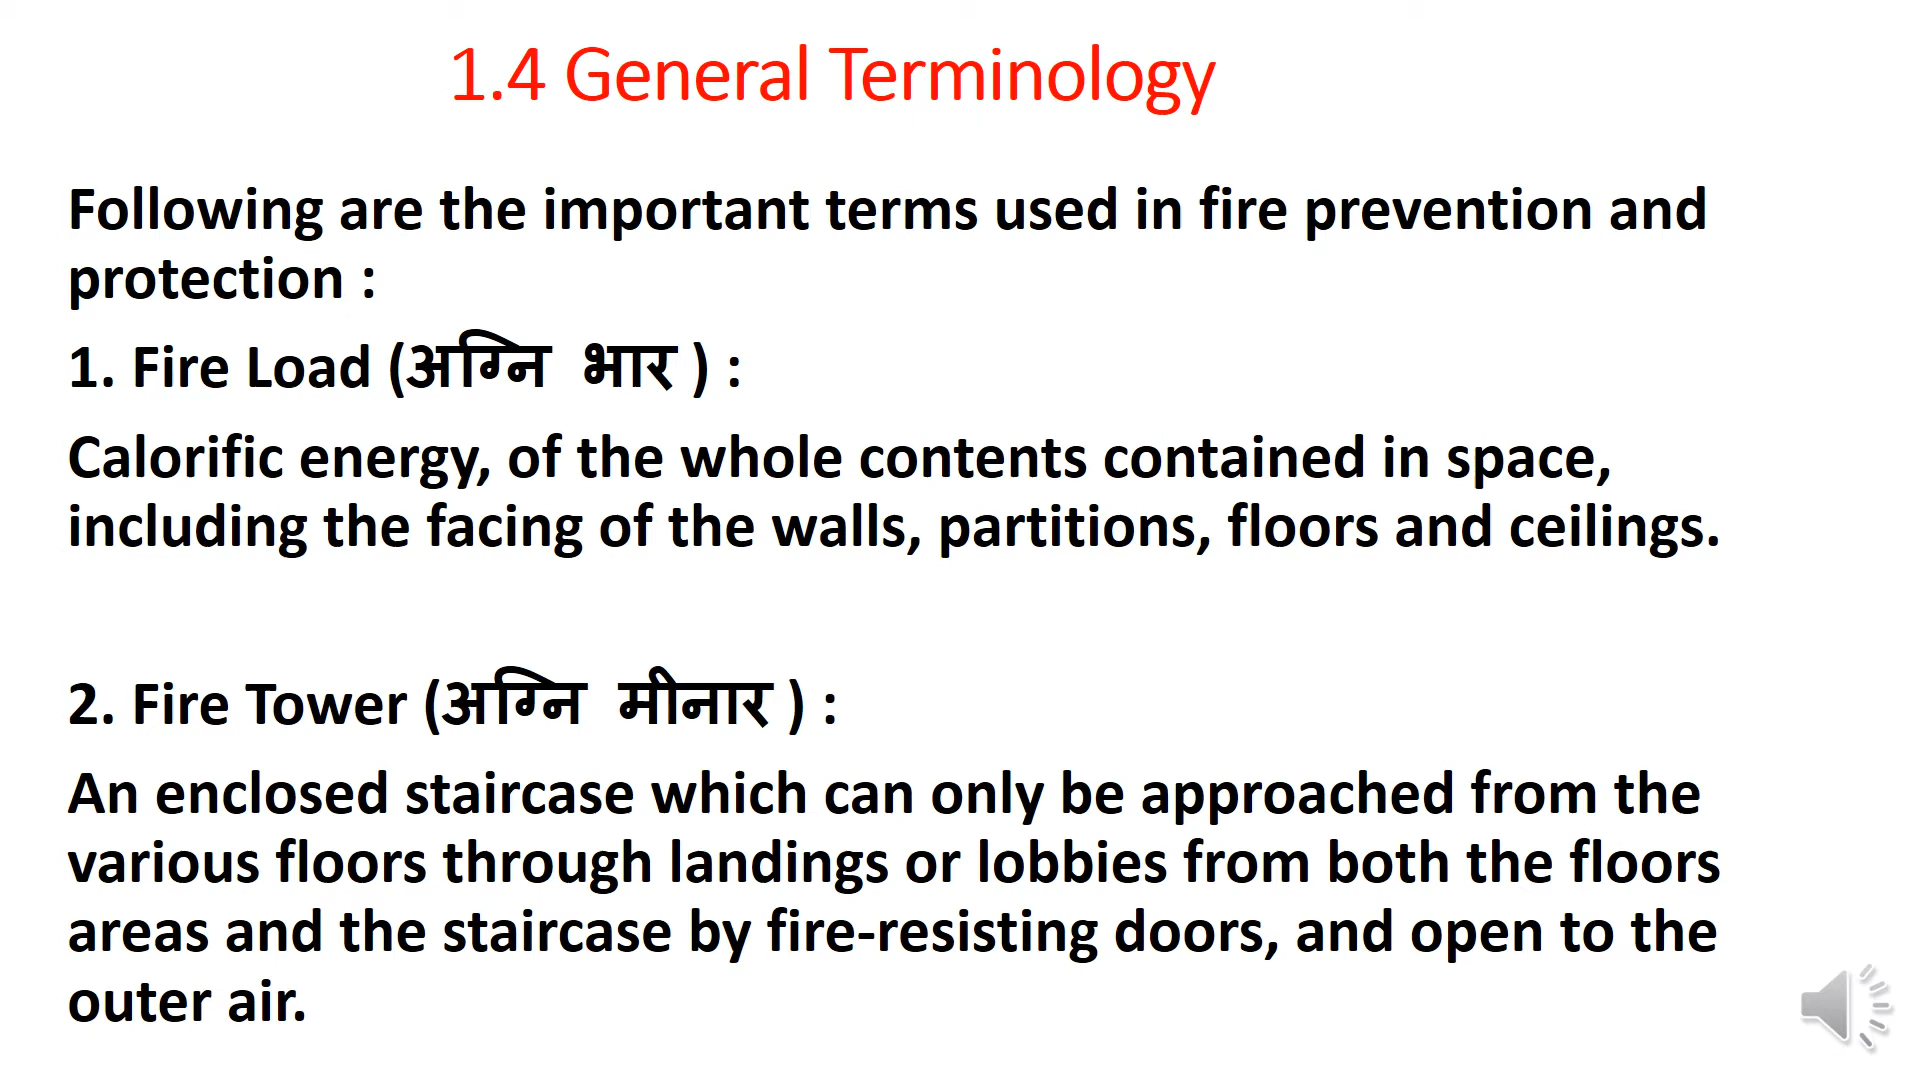 1.4 General Terminology
Following are the important terms used in fire prevention and
protection :
1. Fire Load (अग्नि भार ) :
Calorific energy, of the whole contents contained in space,
including the facing of the walls, partitions, floors and ceilings.
2. Fire Tower (अग्नि मीनार ) :
An enclosed staircase which can only be approached from the
various floors through landings or lobbies from both the floors
areas and the staircase by fire-resisting doors, and open to the
outer air.